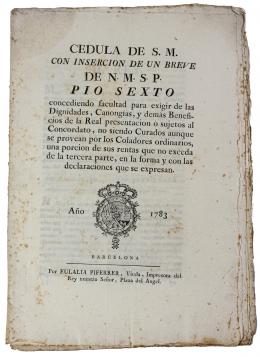 CEDULA DE S. M.
CON INSERCION DE UN BREVE
DE N. M. S. P.
PIO SEXTO
concediendo facultad para exigir de las
Dignidades, Canongías, y demás Benefi-
cios de la Real presentacion ó sujetos al
Concordato, no siendo Curados aunque
se provean por los Coladores ordinarios,
una porcion de sus rentas que no exceda
de la tercera parte, en la forma y con las
declaraciones que se expresan.
Año 1783
BARCELONA
Por EULALIA PIFERRER, Viuda, Impresora del
Rey nuestro Señor, Plaza del Angel.